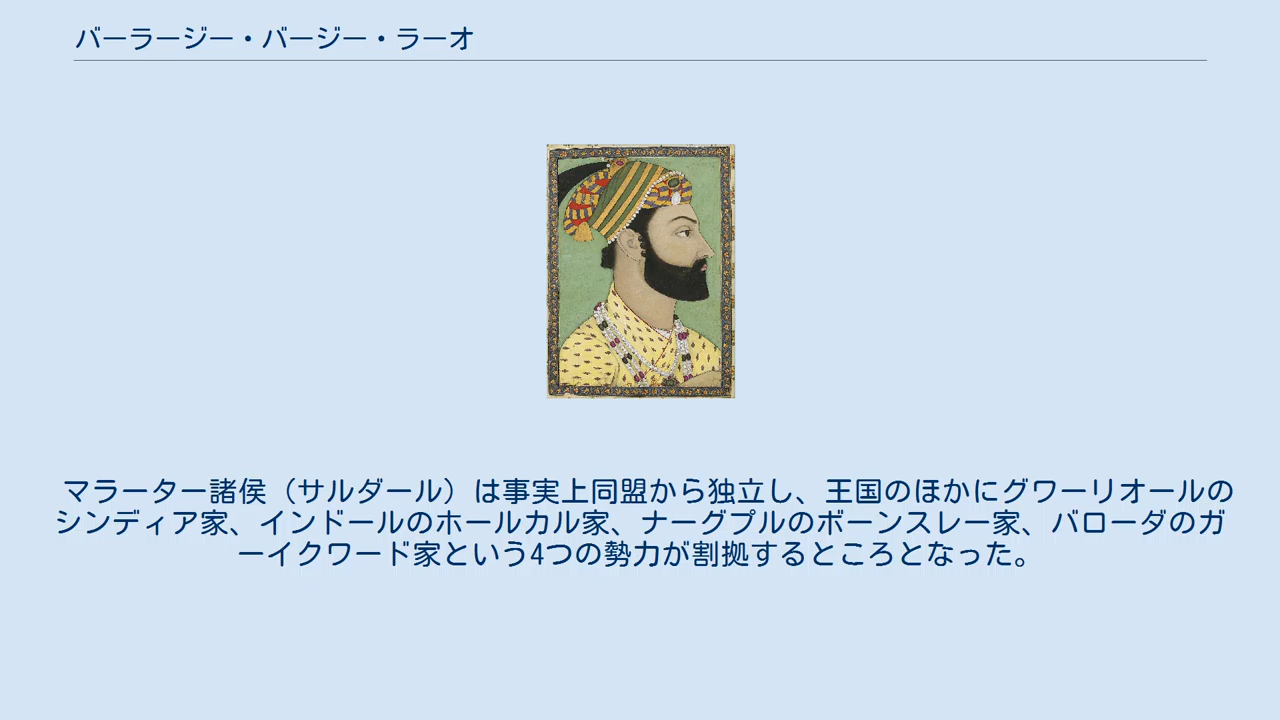 バーラージー・バージー・ラーオ
マラーター諸侯（サルダール）は事実上同盟から独立し、王国のほかにグワーリオールの
シンディア家、インドールのホールカル家、ナーグプルのボーンスレー家、バローダのガ
ーイクワード家という4つの勢力が割拠するところとなった。